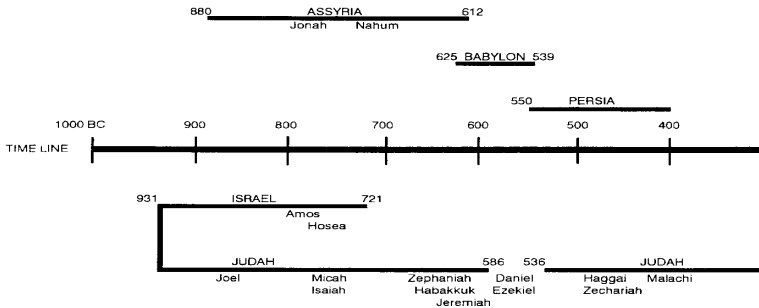 880 ASSYRIA 612
Jonah Nahum
625 BABYLON 539
550 PERSIA
1000 BC 900 800 700 600 500 400
TIME LINE
931 ISRAEL 721
Amos
Hosea
JUDAH 586 536 JUDAH
Joel Micah Zephaniah Daniel Haggai Malachi
Isaiah Habakkuk Ezekiel Zechariah
Jeremiah